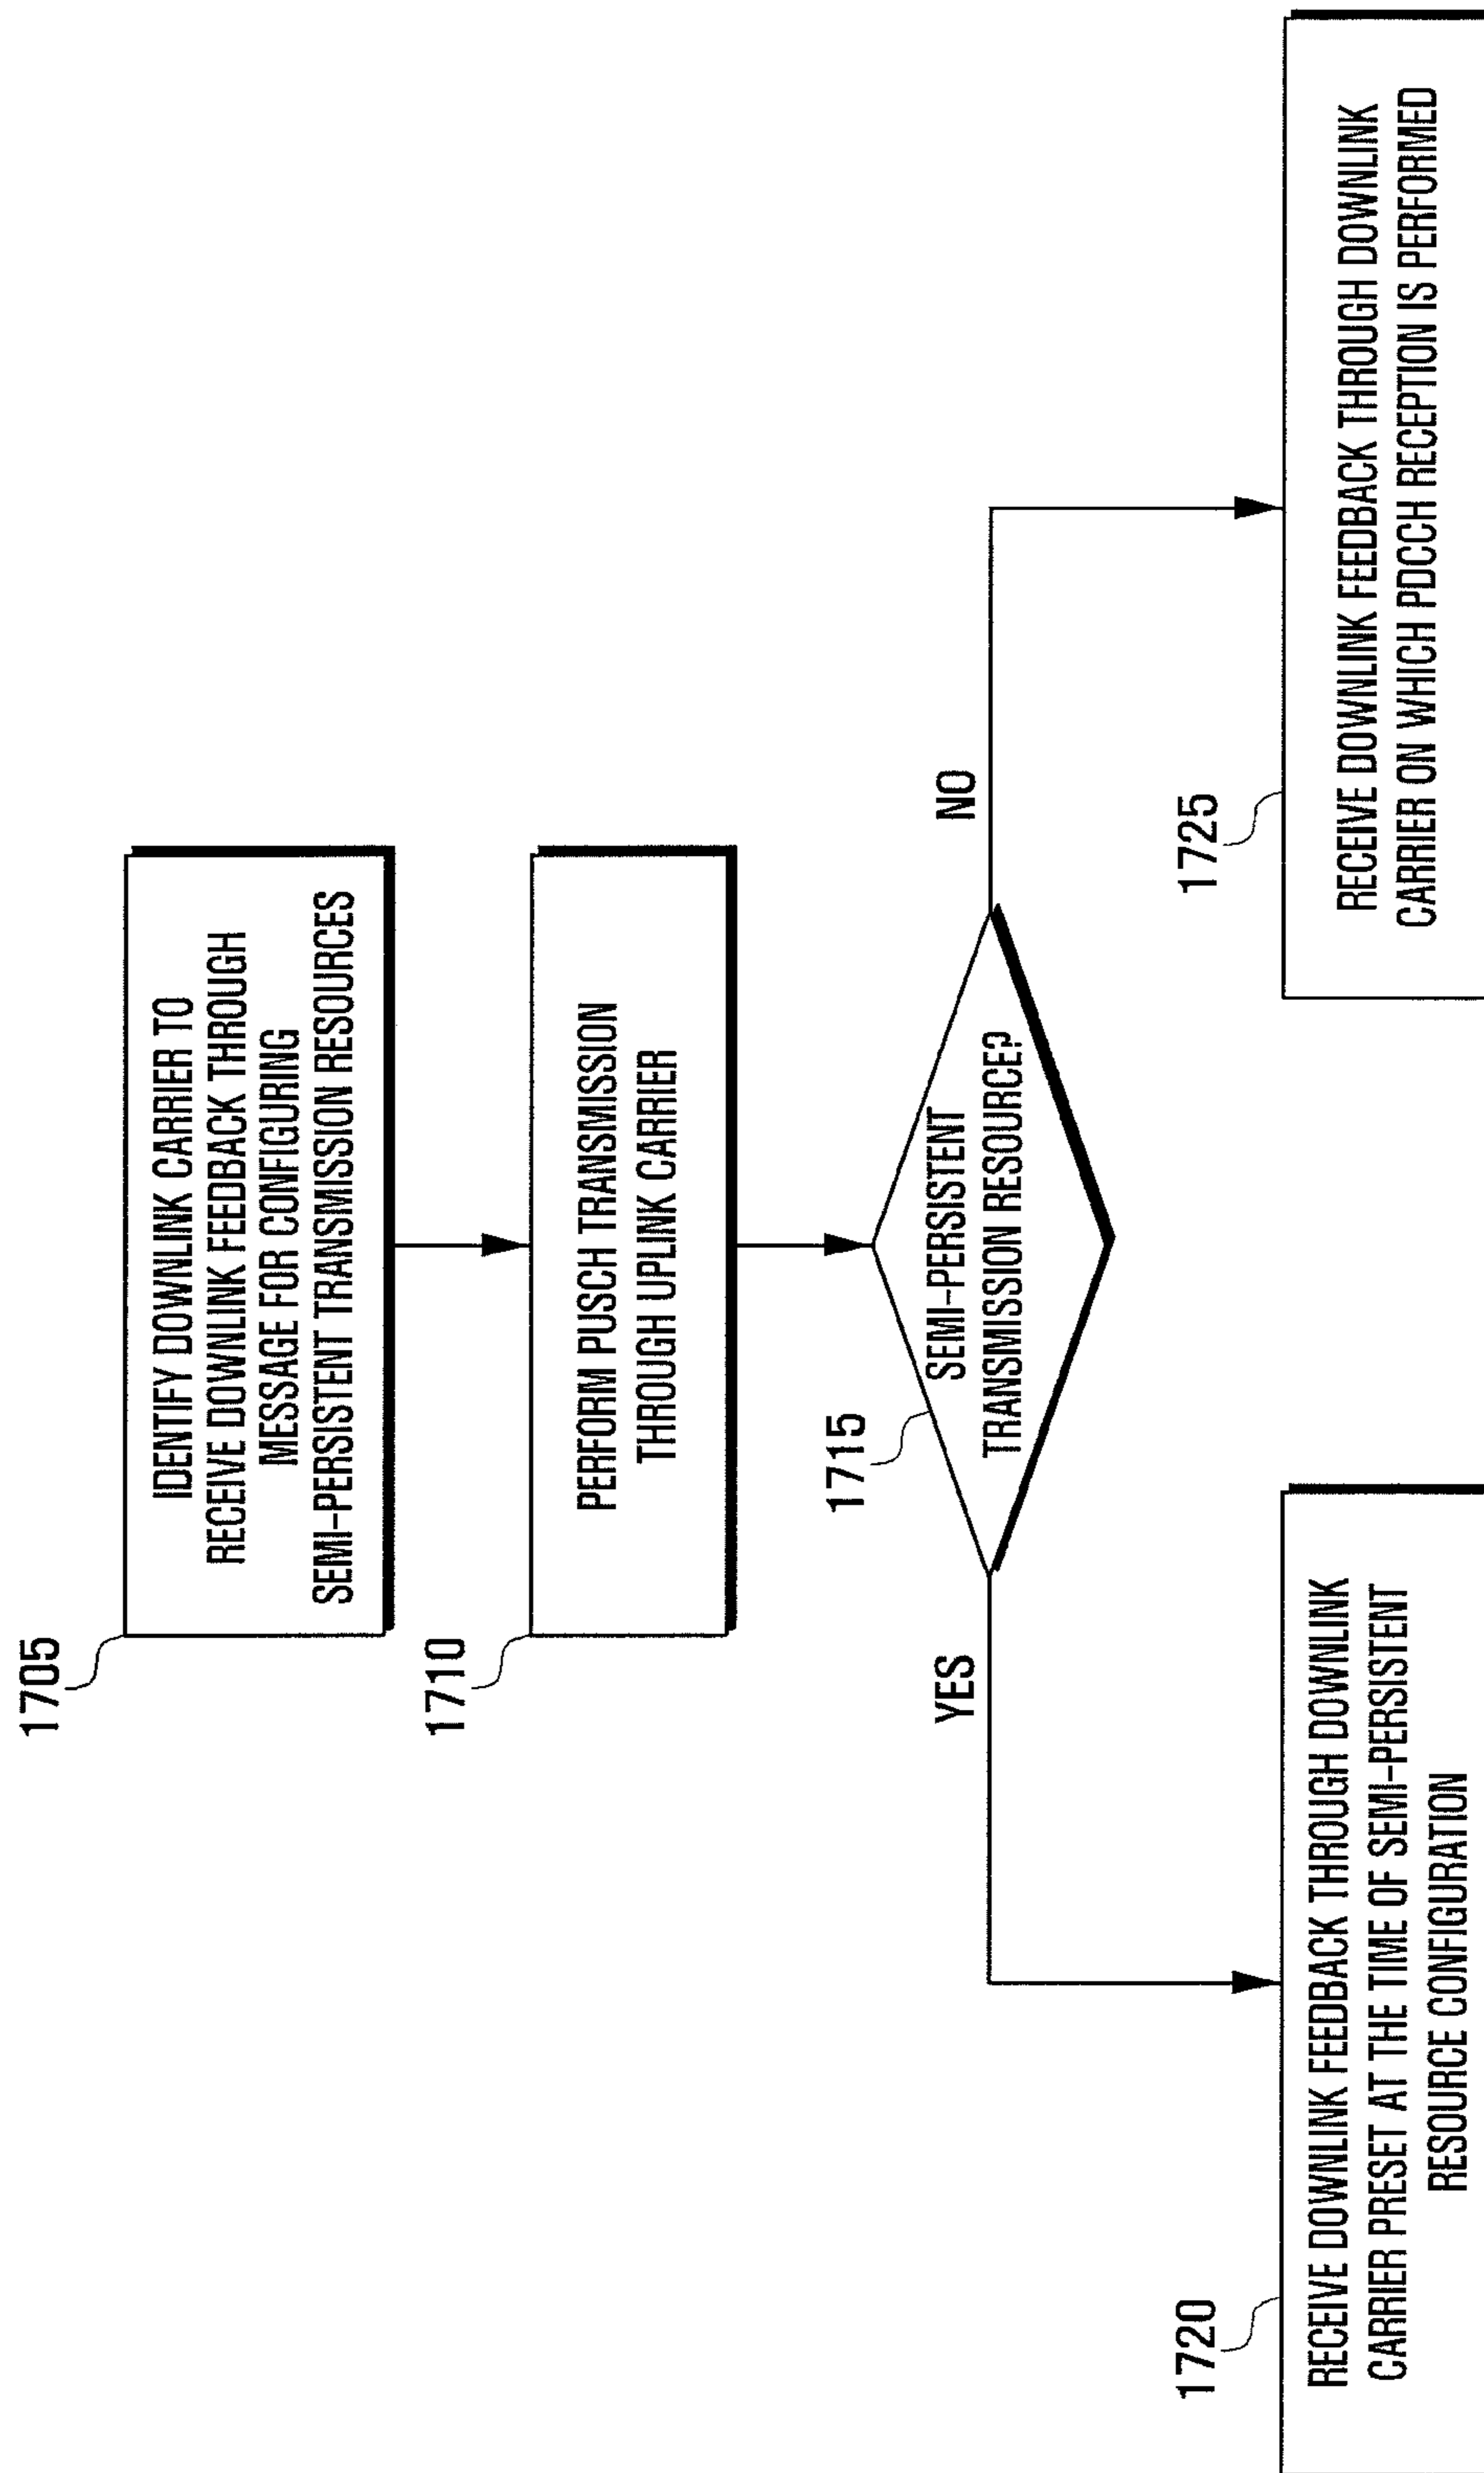 1705
IDENTIFY DOWNLINK CARRIER TO
RECEIVE DOWNLINK FEEDBACK THROUGH
MESSAGE FOR CONFIGURING
SEMI-PERSISTENT TRANSMISSION RESOURCES
1710
PERFORM PUSCH TRANSMISSION
THROUGH UPLINK CARRIER
1715
SEMI-PERSISTENT
TRANSMISSION RESOURCE?
YES
NO
1720
RECEIVE DOWNLINK FEEDBACK THROUGH DOWNLINK
CARRIER PRESET AT THE TIME OF SEMI-PERSISTENT
RESOURCE CONFIGURATION
1725
RECEIVE DOWNLINK FEEDBACK THROUGH DOWNLINK
CARRIER ON WHICH PDCCH RECEPTION IS PERFORMED